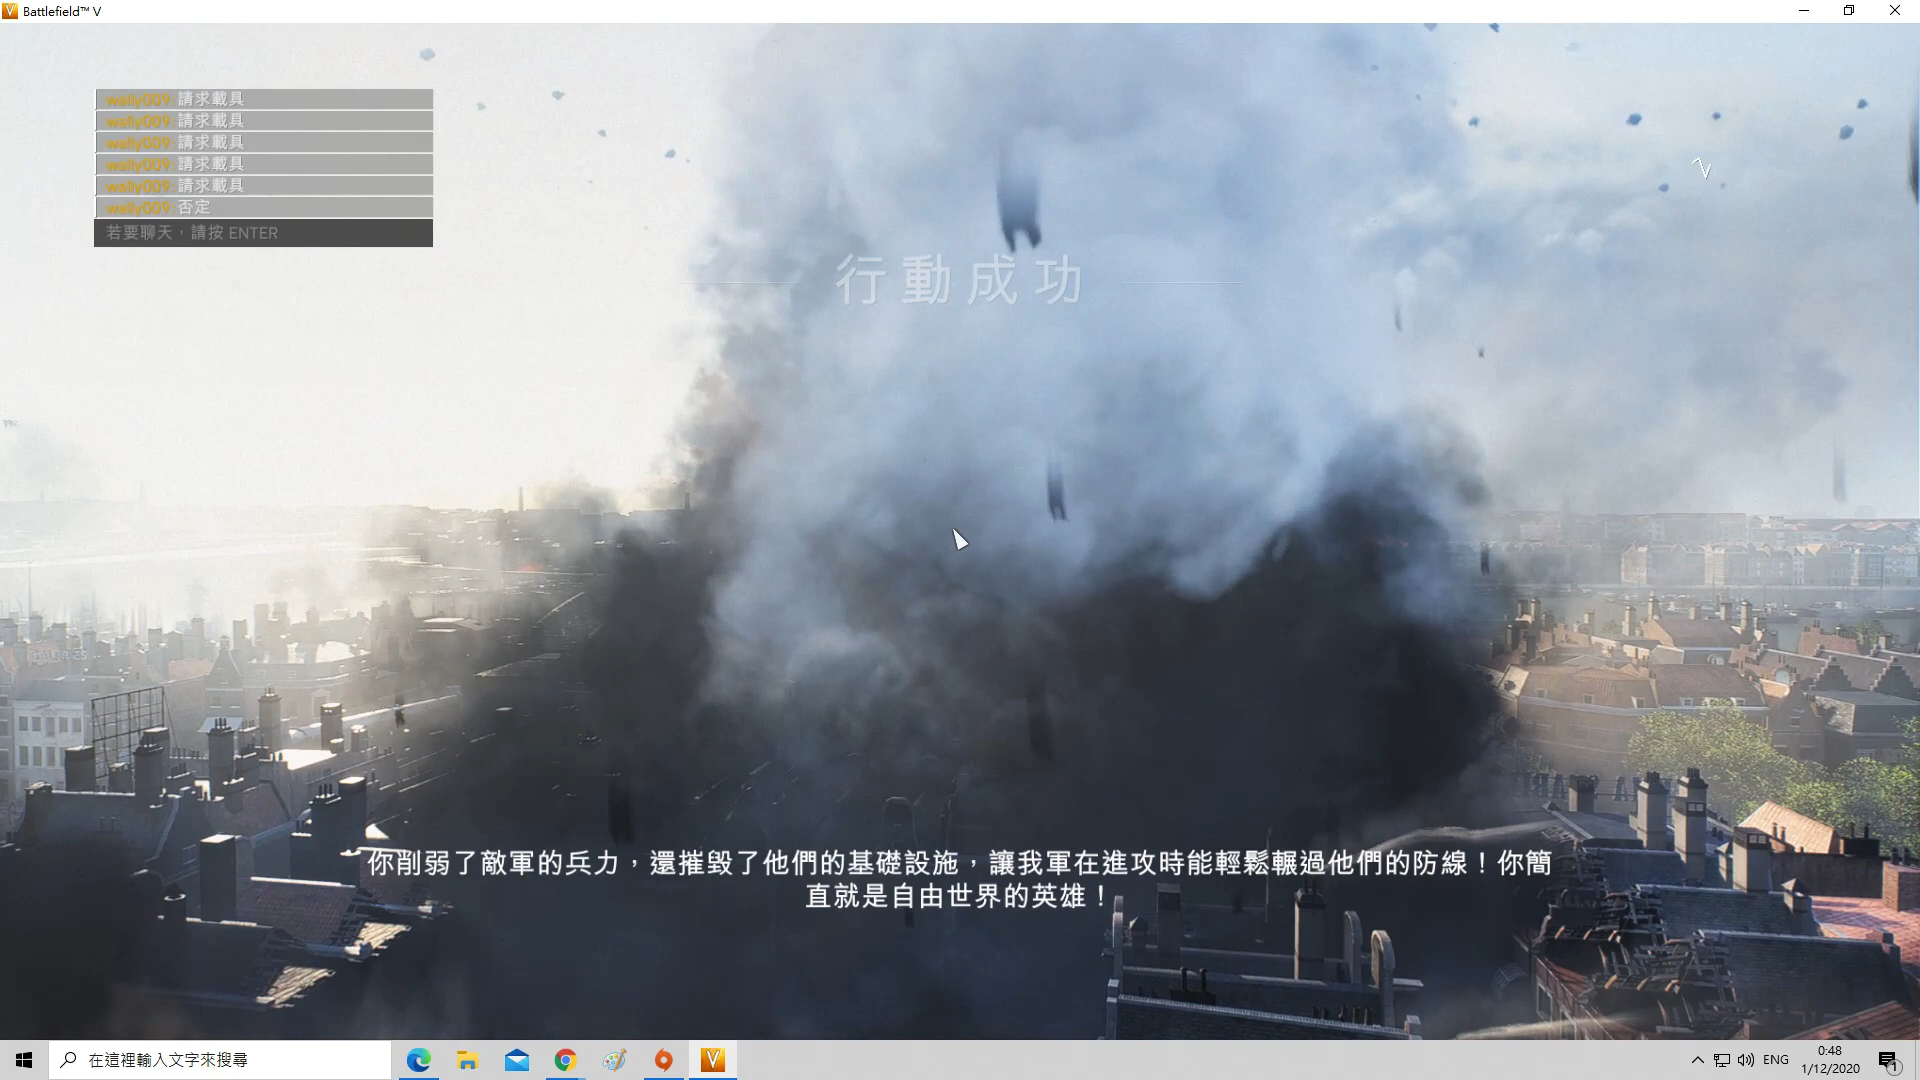 Battlefield™ V
wally009: 請求載具
wally009: 請求載具
wally009: 請求載具
wally009: 請求載具
wally009: 請求載具
wally009: 否定
若要聊天，請按 ENTER
行動成功
你削弱了敵軍的兵力，還摧毀了他們的基礎設施，讓我軍在進攻時能輕鬆輾過他們的防線！你簡
直就是自由世界的英雄！
在這裡輸入文字來搜尋
ENG
0:48
1/12/2020
1